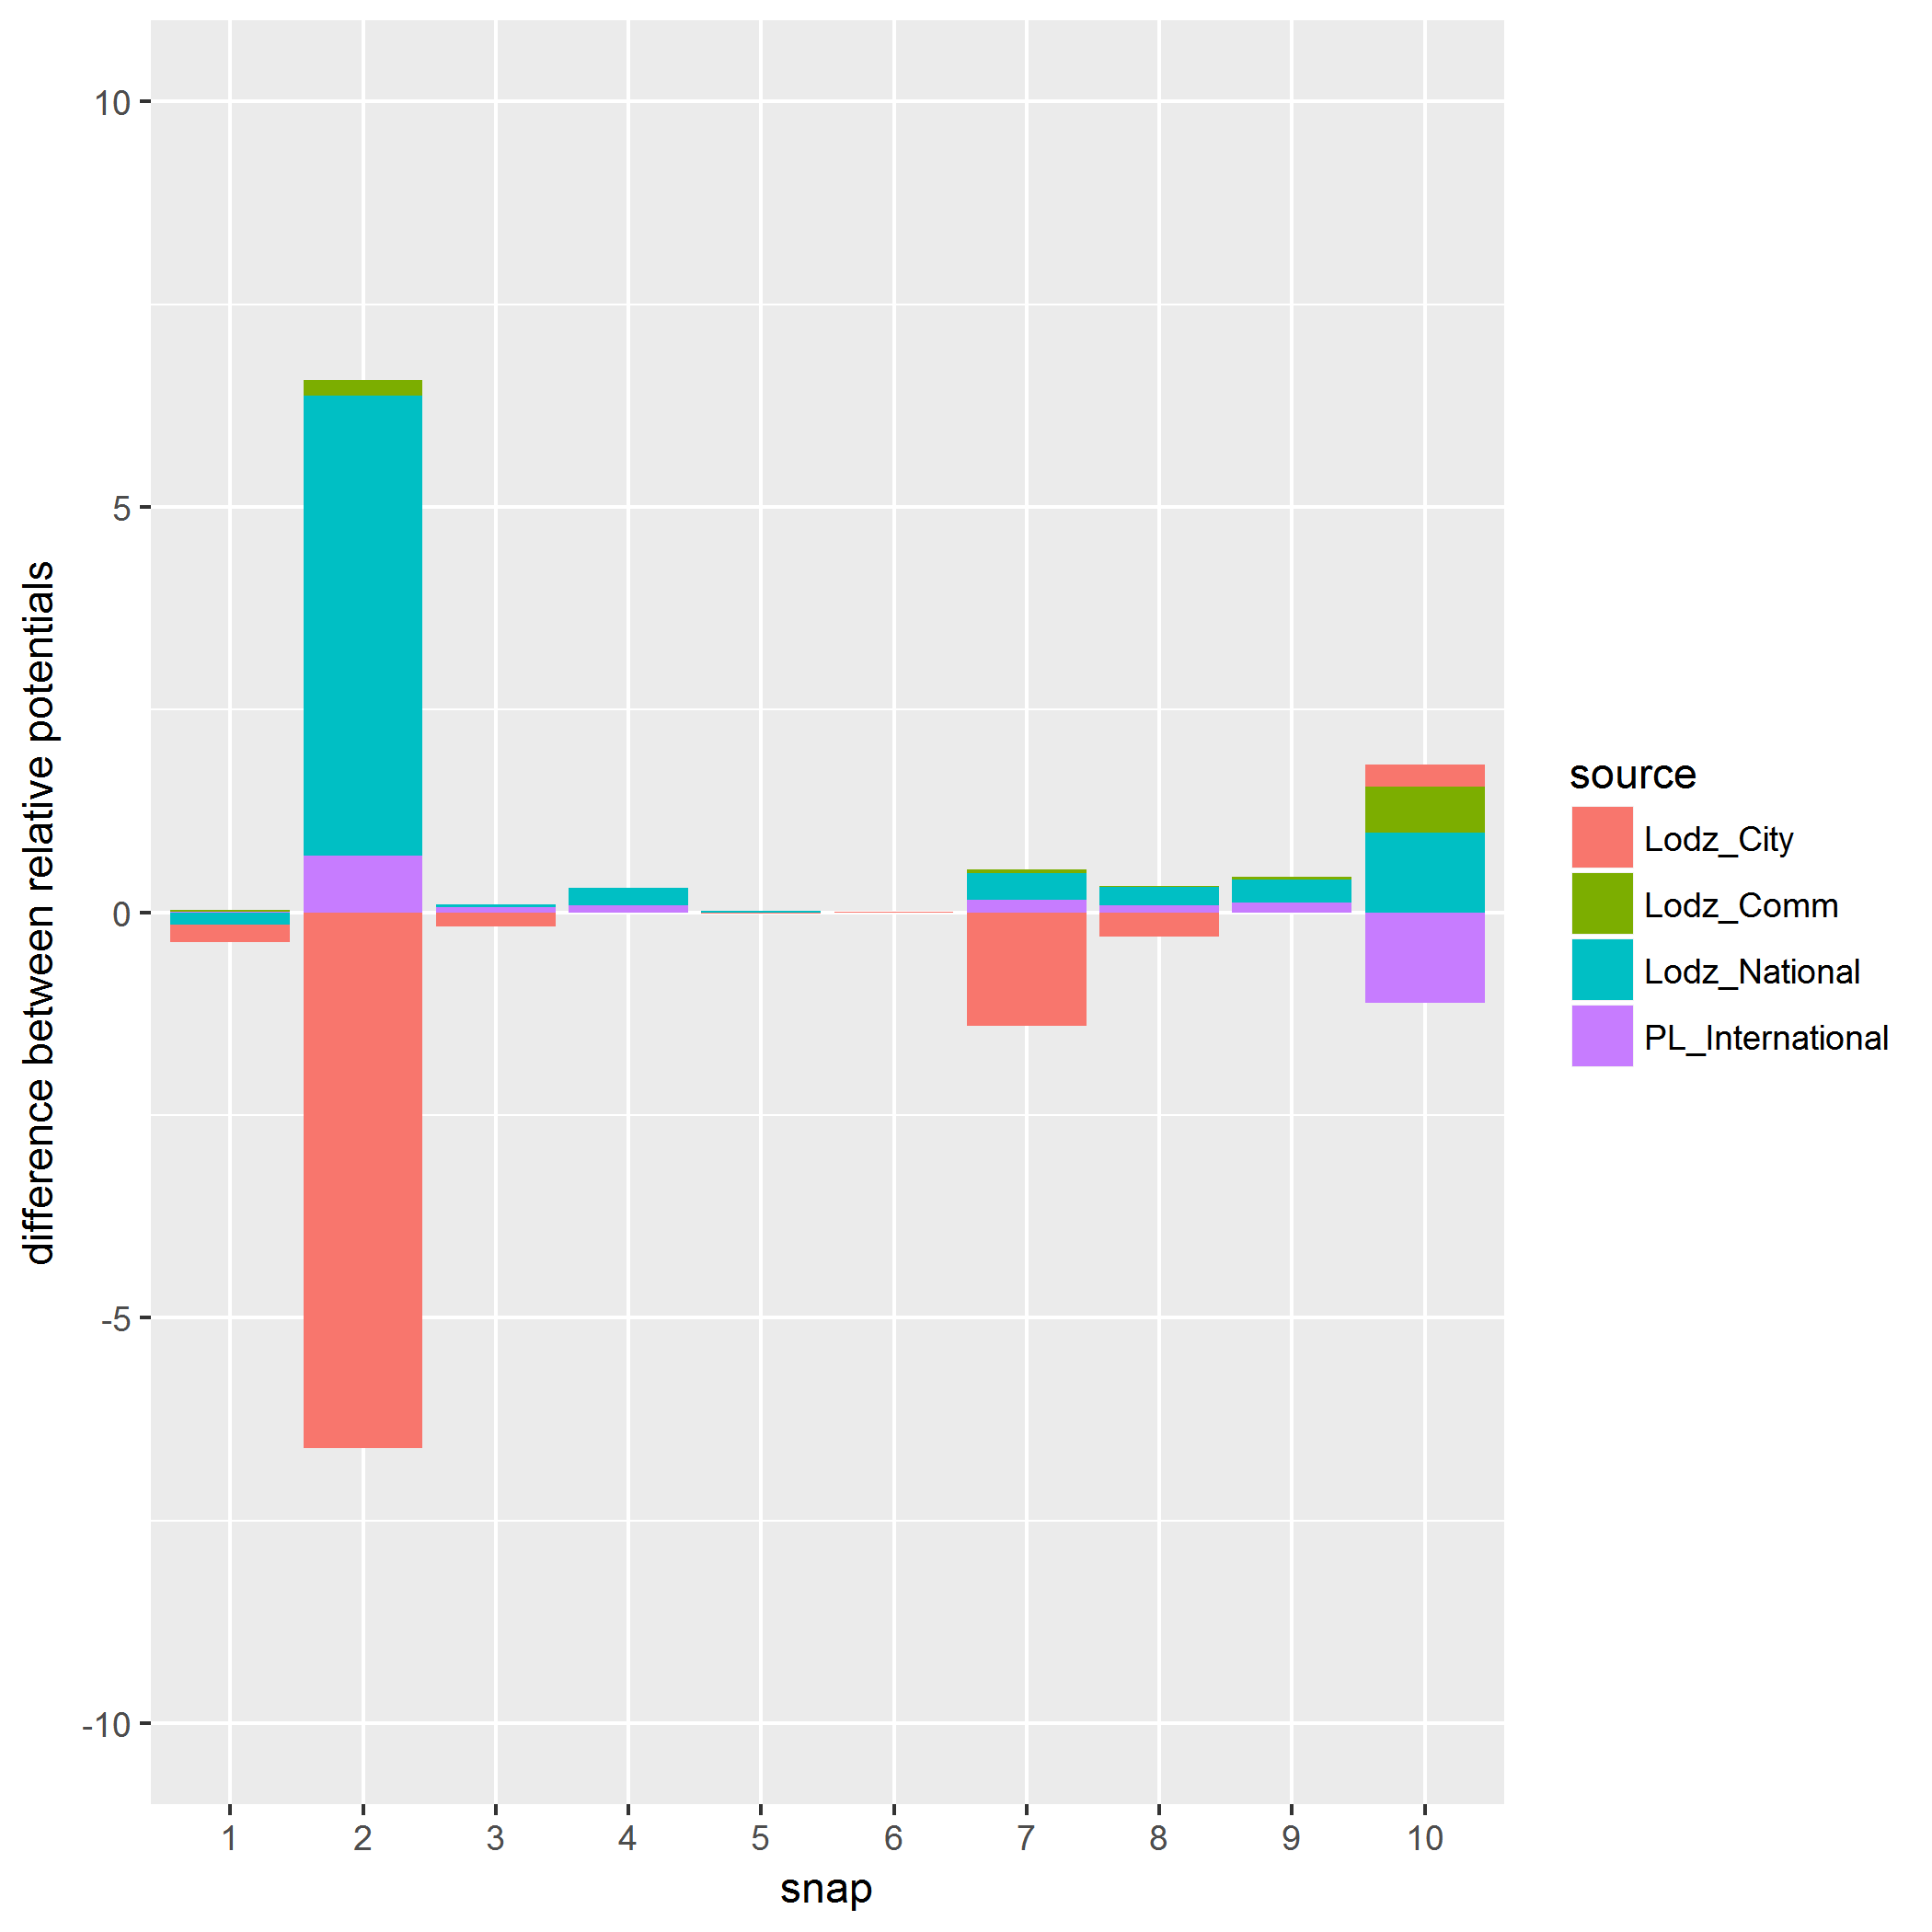 difference between relative potentials
10
5
0
-5
-10
1 2 3 4 5 6 7 8 9 10
snap
source
Lodz_City
Lodz_Comm
Lodz_National
PL_International